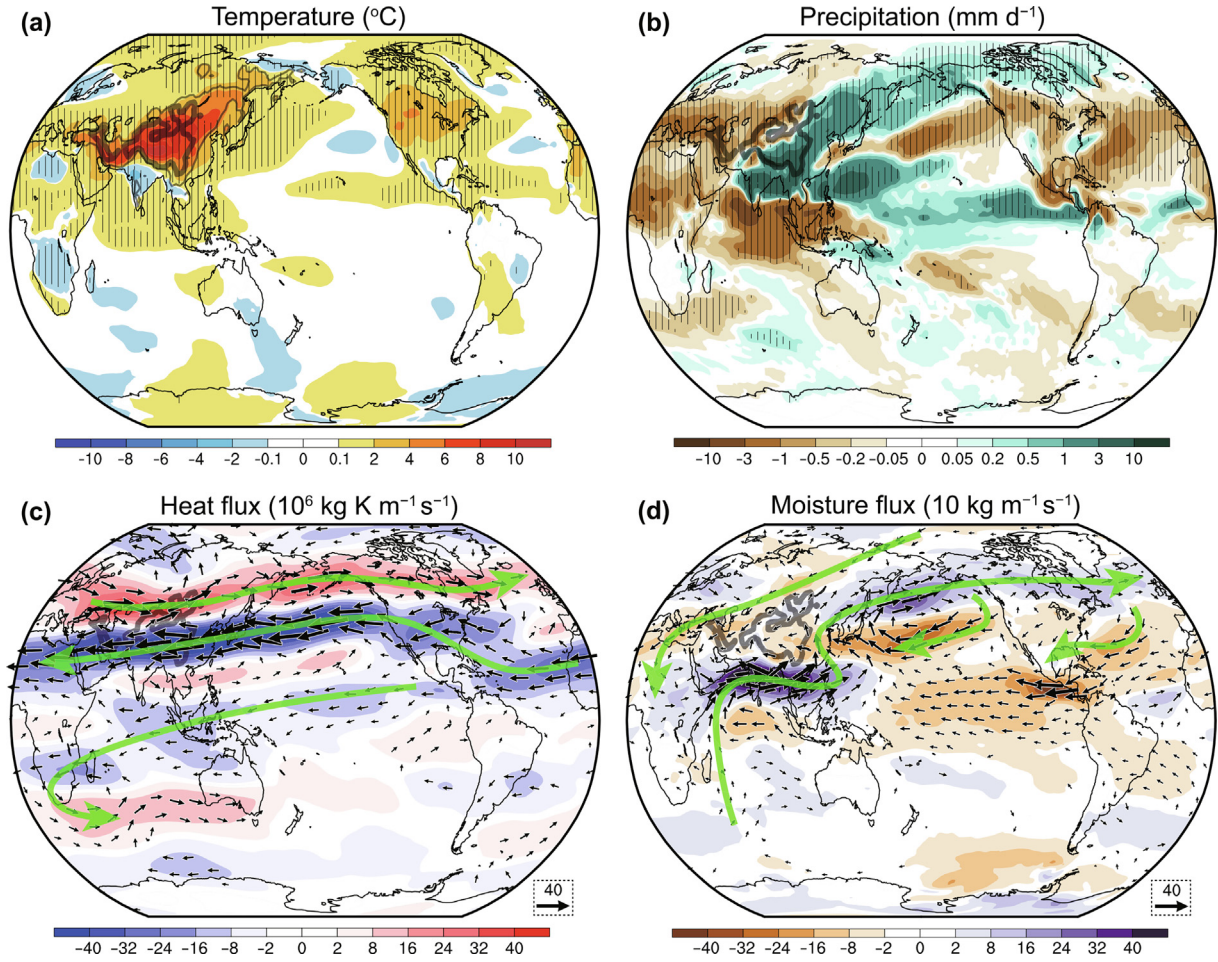 (a) Temperature (°C)
(b) Precipitation (mm d⁻¹)
-10 -8 -6 -4 -2 -0.1 0 0.1 2 4 6 8 10
-10 -3 -1 -0.5 -0.2 -0.05 0 0.05 0.2 0.5 1 3 10
(c) Heat flux (10⁶ kg K m⁻¹ s⁻¹)
(d) Moisture flux (10 kg m⁻¹ s⁻¹)
40
40
-40 -32 -24 -16 -8 -2 0 2 8 16 24 32 40
-40 -32 -24 -16 -8 -2 0 2 8 16 24 32 40